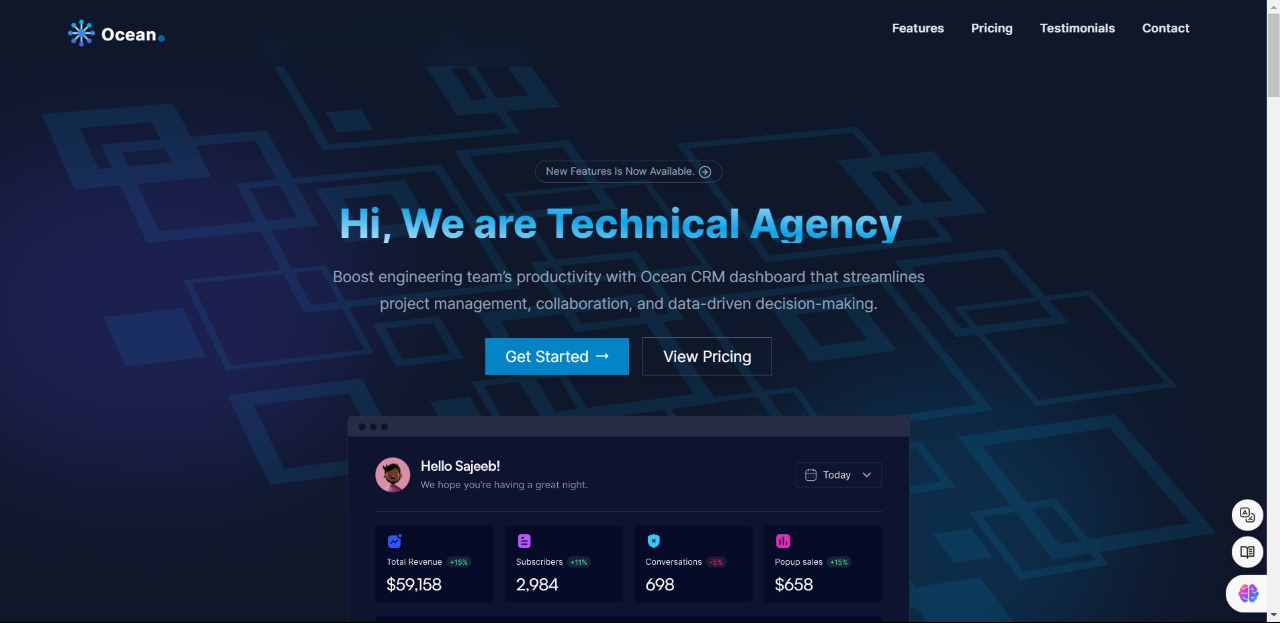 Ocean
Features
Pricing
Testimonials
Contact
New Features Is Now Available.
Hi, We are Technical Agency
Boost engineering team’s productivity with Ocean CRM dashboard that streamlines
project management, collaboration, and data-driven decision-making.
Get Started →
View Pricing
Hello Sajeeb!
We hope you’re having a great night.
Today
Total Revenue +15%
$59,158
Subscribers +11%
2,984
Conversations -5%
698
Popup sales +15%
$658